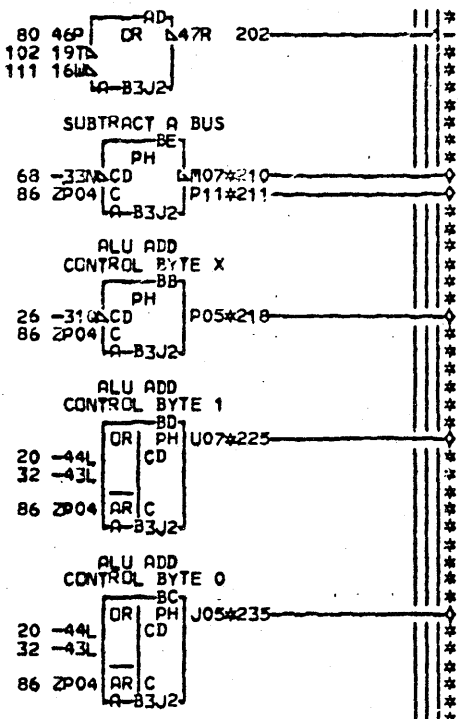 AD
80 46P OR 47R 202
102 19T
111 16W
A-B3J2
SUBTRACT A BUS
BE
PH
68 -33N CD M07*210
86 ZP04 C P11*211
A-B3J2
ALU ADD
CONTROL BYTE X
BB
PH
26 -31 CD P05*218
86 ZP04 C
A-B3J2
ALU ADD
CONTROL BYTE 1
BD
OR PH U07*225
20 -44L CD
32 -43L
86 ZP04 AR C
A-B3J2
ALU ADD
CONTROL BYTE 0
BC
OR PH J05*235
20 -44L CD
32 -43L
86 ZP04 AR C
A-B3J2